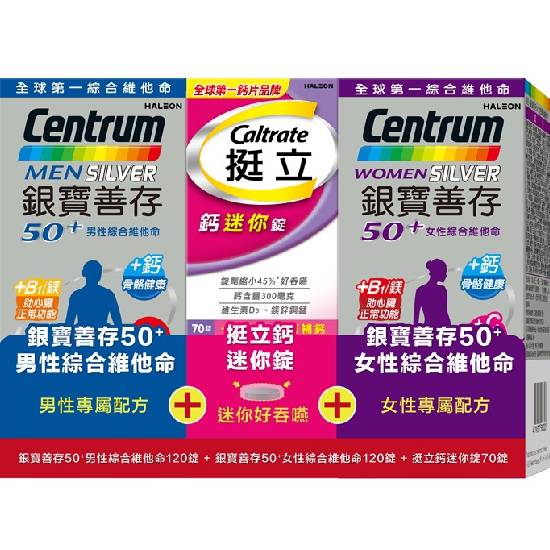 全球第一綜合維他命
HALEON
Centrum
MEN SILVER
銀寶善存
50+ 男性綜合維他命
+B1/鎂
助心臟
正常功能
+鈣
骨骼健康
全球第一鈣片品牌
HALEON
Caltrate
挺立
鈣迷你錠
錠劑縮小45%*好吞嚥
鈣含量300毫克
維生素D3、鎂鋅銅錳
70錠
補鈣
全球第一綜合維他命
HALEON
Centrum
WOMEN SILVER
銀寶善存
50+ 女性綜合維他命
+B1/鎂
助心臟
正常功能
+鈣
骨骼健康
銀寶善存50+
男性綜合維他命
男性專屬配方
+
挺立鈣
迷你錠
迷你好吞嚥
+
銀寶善存50+
女性綜合維他命
女性專屬配方
銀寶善存50+男性綜合維他命120錠 + 銀寶善存50+女性綜合維他命120錠 + 挺立鈣迷你錠70錠